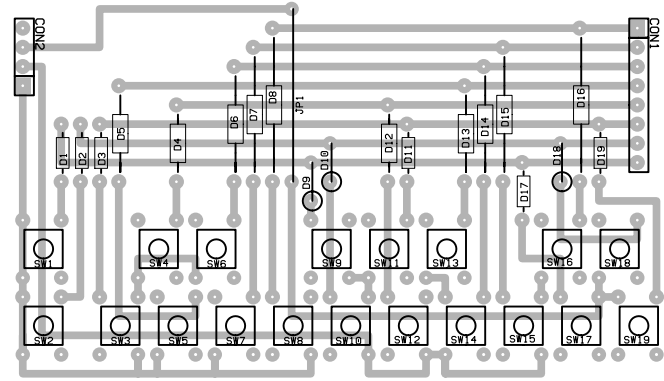 CON2
CON1
JP1
D16
D8
D7
D15
D6
D14
D5
D13
D4
D12
D1
D2
D3
D10
D11
D18
D19
D9
D17
SW1
SW4
SW6
SW9
SW11
SW13
SW16
SW18
SW2
SW3
SW5
SW7
SW8
SW10
SW12
SW14
SW15
SW17
SW19